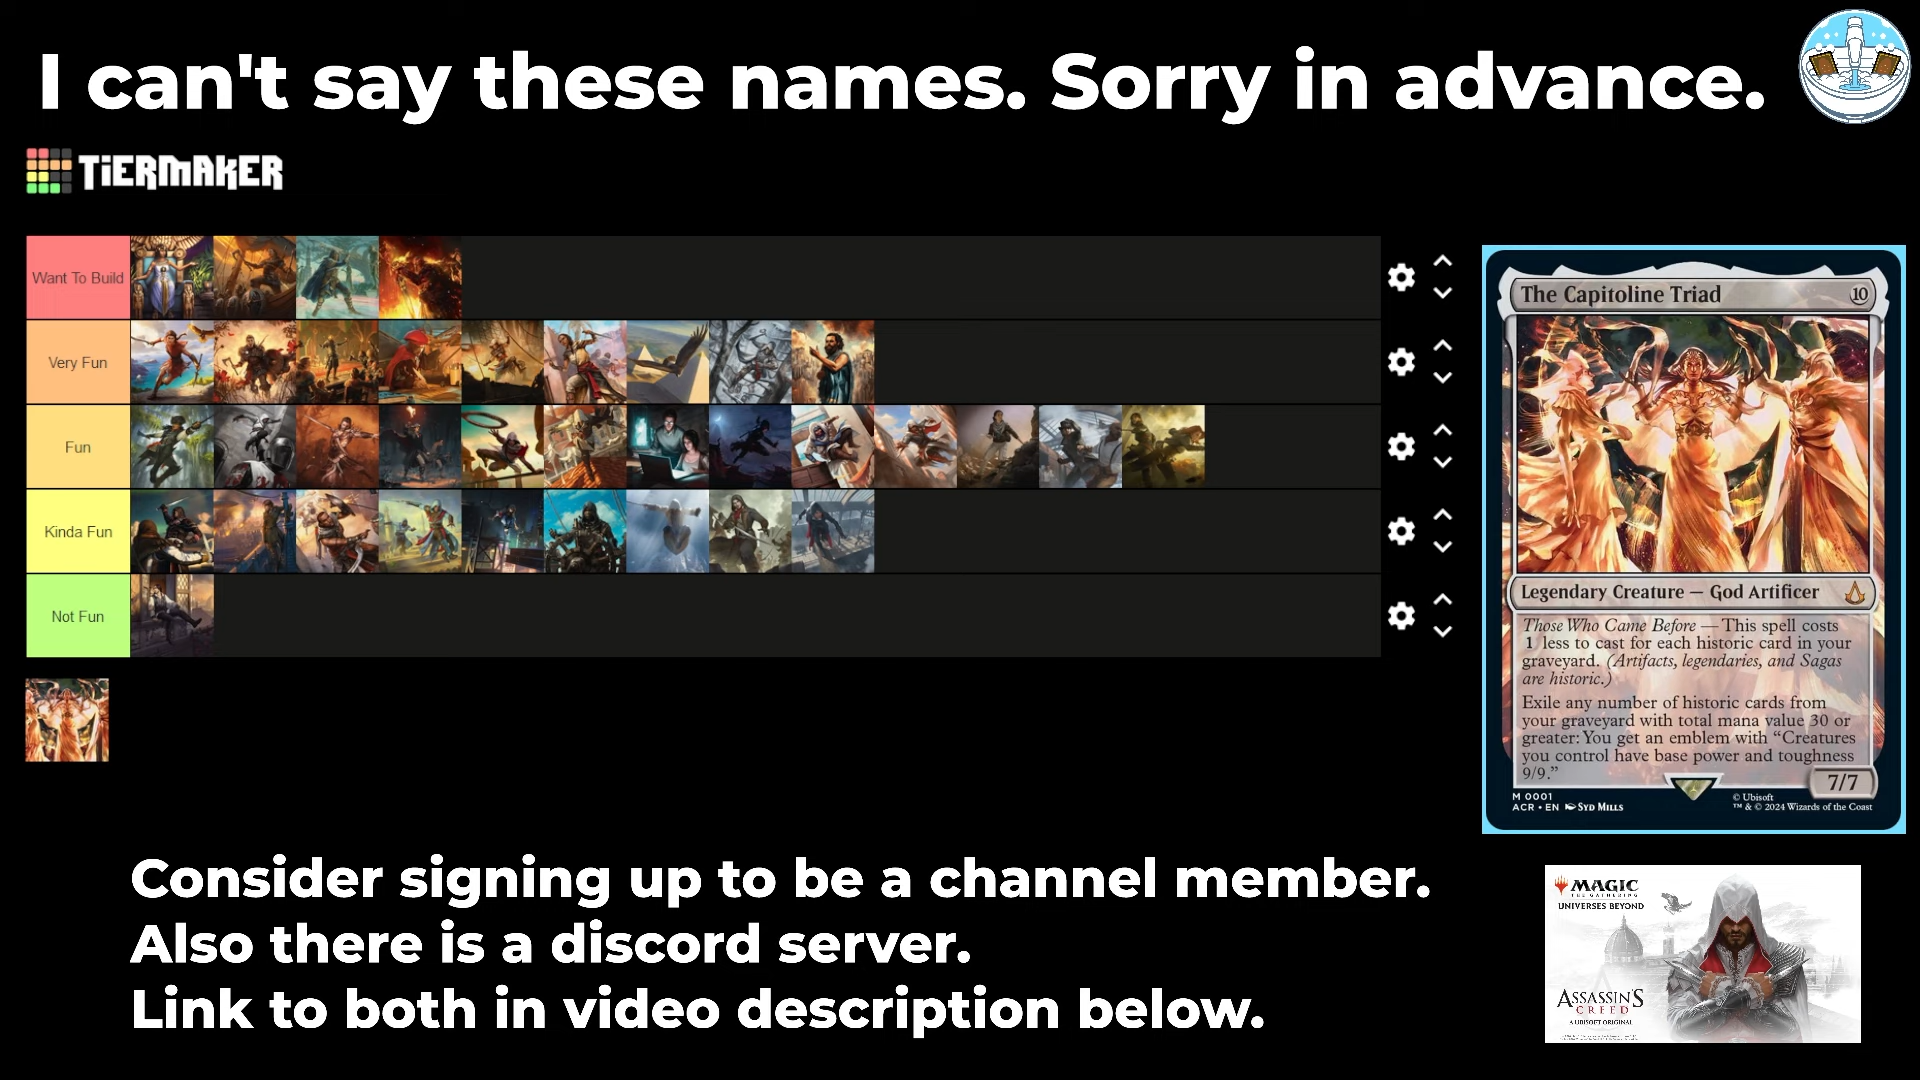 I can't say these names. Sorry in advance.
TIERMAKER
Want To Build
Very Fun
Fun
Kinda Fun
Not Fun
The Capitoline Triad 10
Legendary Creature — God Artificer
Those Who Came Before — This spell costs
1 less to cast for each historic card in your
graveyard. (Artifacts, legendaries, and Sagas
are historic.)
Exile any number of historic cards from
your graveyard with total mana value 30 or
greater: You get an emblem with “Creatures
you control have base power and toughness
9/9.”
7/7
M 0001
ACR • EN SYD MILLS
© Ubisoft
™ & © 2024 Wizards of the Coast
Consider signing up to be a channel member.
Also there is a discord server.
Link to both in video description below.
MAGIC
THE GATHERING
UNIVERSES BEYOND
ASSASSIN'S
CREED
A UBISOFT ORIGINAL